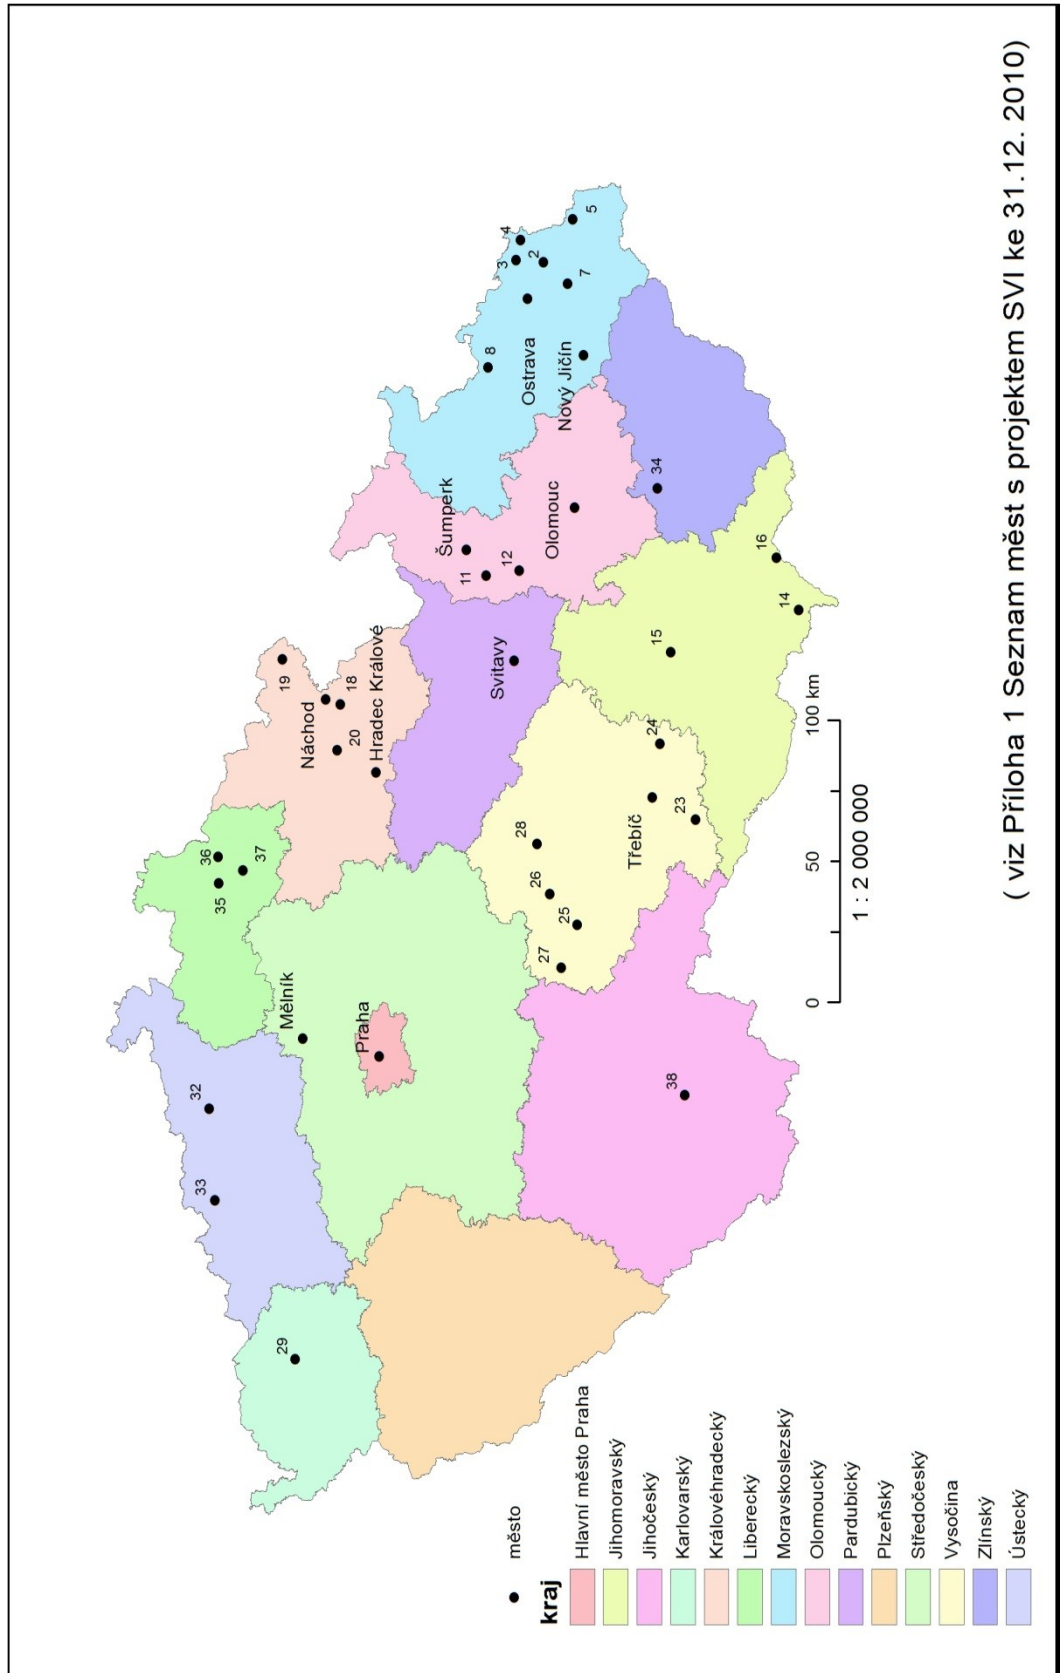 32
33
29
Mělník
Praha
35
36
37
Náchod
19
18
20
Hradec Králové
Šumperk
11
12
Olomouc
Svitavy
8
Ostrava
Nový Jičín
3
4
2
7
5
34
27
25
26
28
Třebíč
23
24
15
14
16
38
0
50
100 km
1 : 2 000 000
město
kraj
Hlavní město Praha
Jihomoravský
Jihočeský
Karlovarský
Královéhradecký
Liberecký
Moravskoslezský
Olomoucký
Pardubický
Plzeňský
Středočeský
Vysočina
Zlínský
Ústecký
( viz Příloha 1 Seznam měst s projektem SVI ke 31.12. 2010)